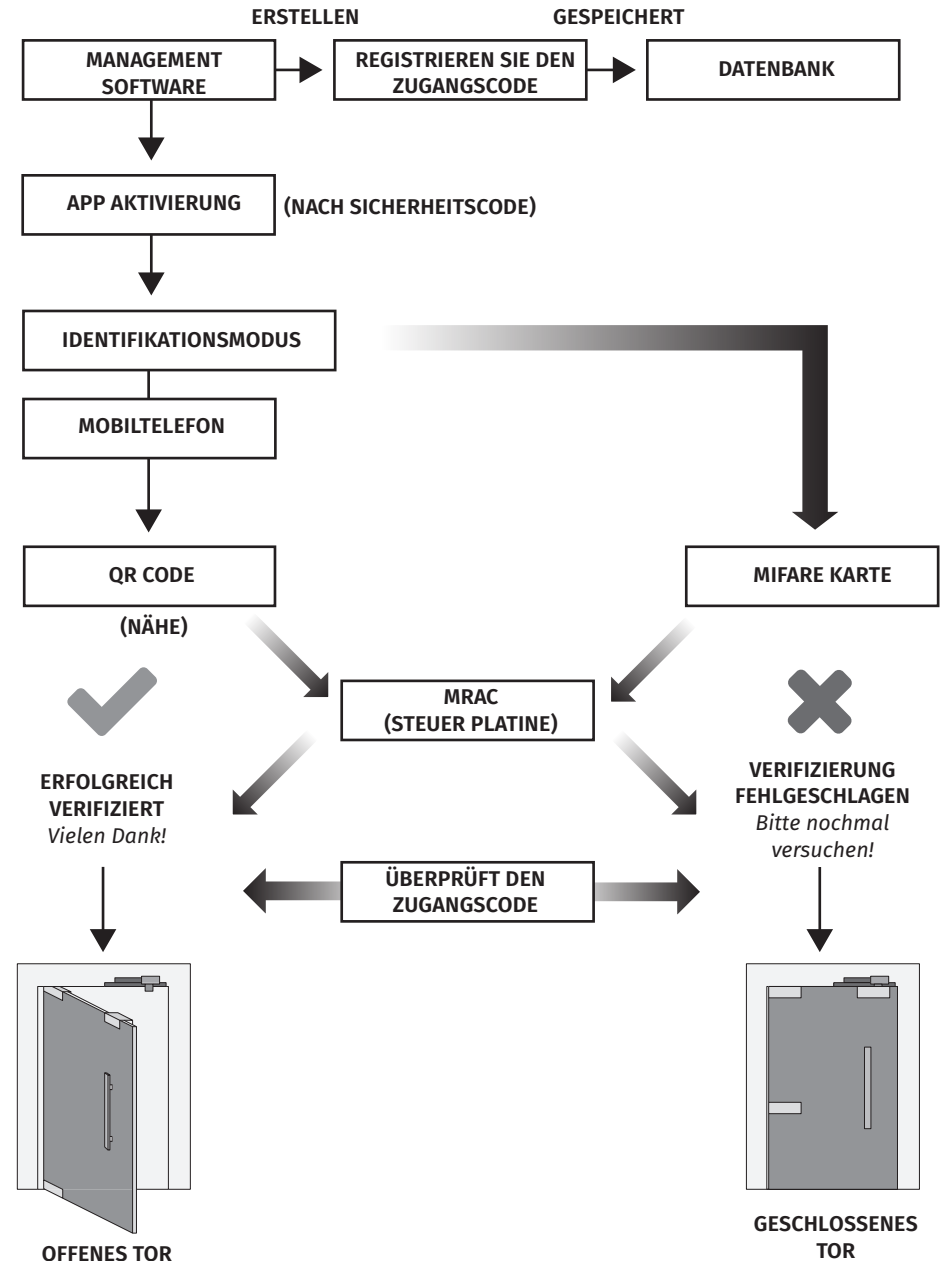 ERSTELLEN
GESPEICHERT
MANAGEMENT
SOFTWARE
REGISTRIEREN SIE DEN
ZUGANGSCODE
DATENBANK
APP AKTIVIERUNG
(NACH SICHERHEITSCODE)
IDENTIFIKATIONSMODUS
MOBILTELEFON
QR CODE
(NÄHE)
MIFARE KARTE
MRAC
(STEUER PLATINE)
ERFOLGREICH
VERIFIZIERT
Vielen Dank!
VERIFIZIERUNG
FEHLGESCHLAGEN
Bitte nochmal
versuchen!
ÜBERPRÜFT DEN
ZUGANGSCODE
OFFENES TOR
GESCHLOSSENES
TOR